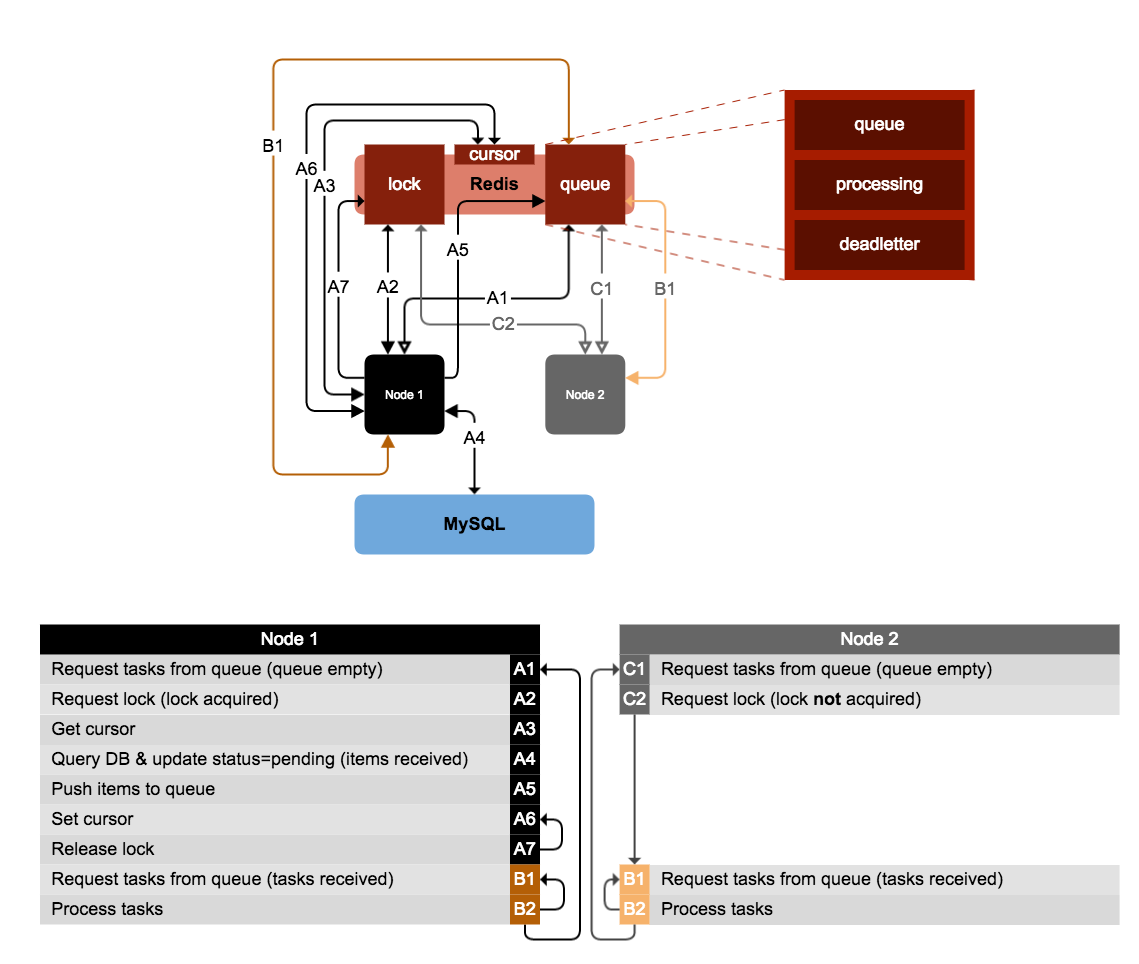 B1
A6
A3
cursor
lock
Redis
queue
queue
processing
deadletter
A5
A7
A2
A1
C1
B1
C2
Node 1
Node 2
A4
MySQL
Node 1
Request tasks from queue (queue empty) A1
Request lock (lock acquired) A2
Get cursor A3
Query DB & update status=pending (items received) A4
Push items to queue A5
Set cursor A6
Release lock A7
Request tasks from queue (tasks received) B1
Process tasks B2
Node 2
C1 Request tasks from queue (queue empty)
C2 Request lock (lock not acquired)
B1 Request tasks from queue (tasks received)
B2 Process tasks